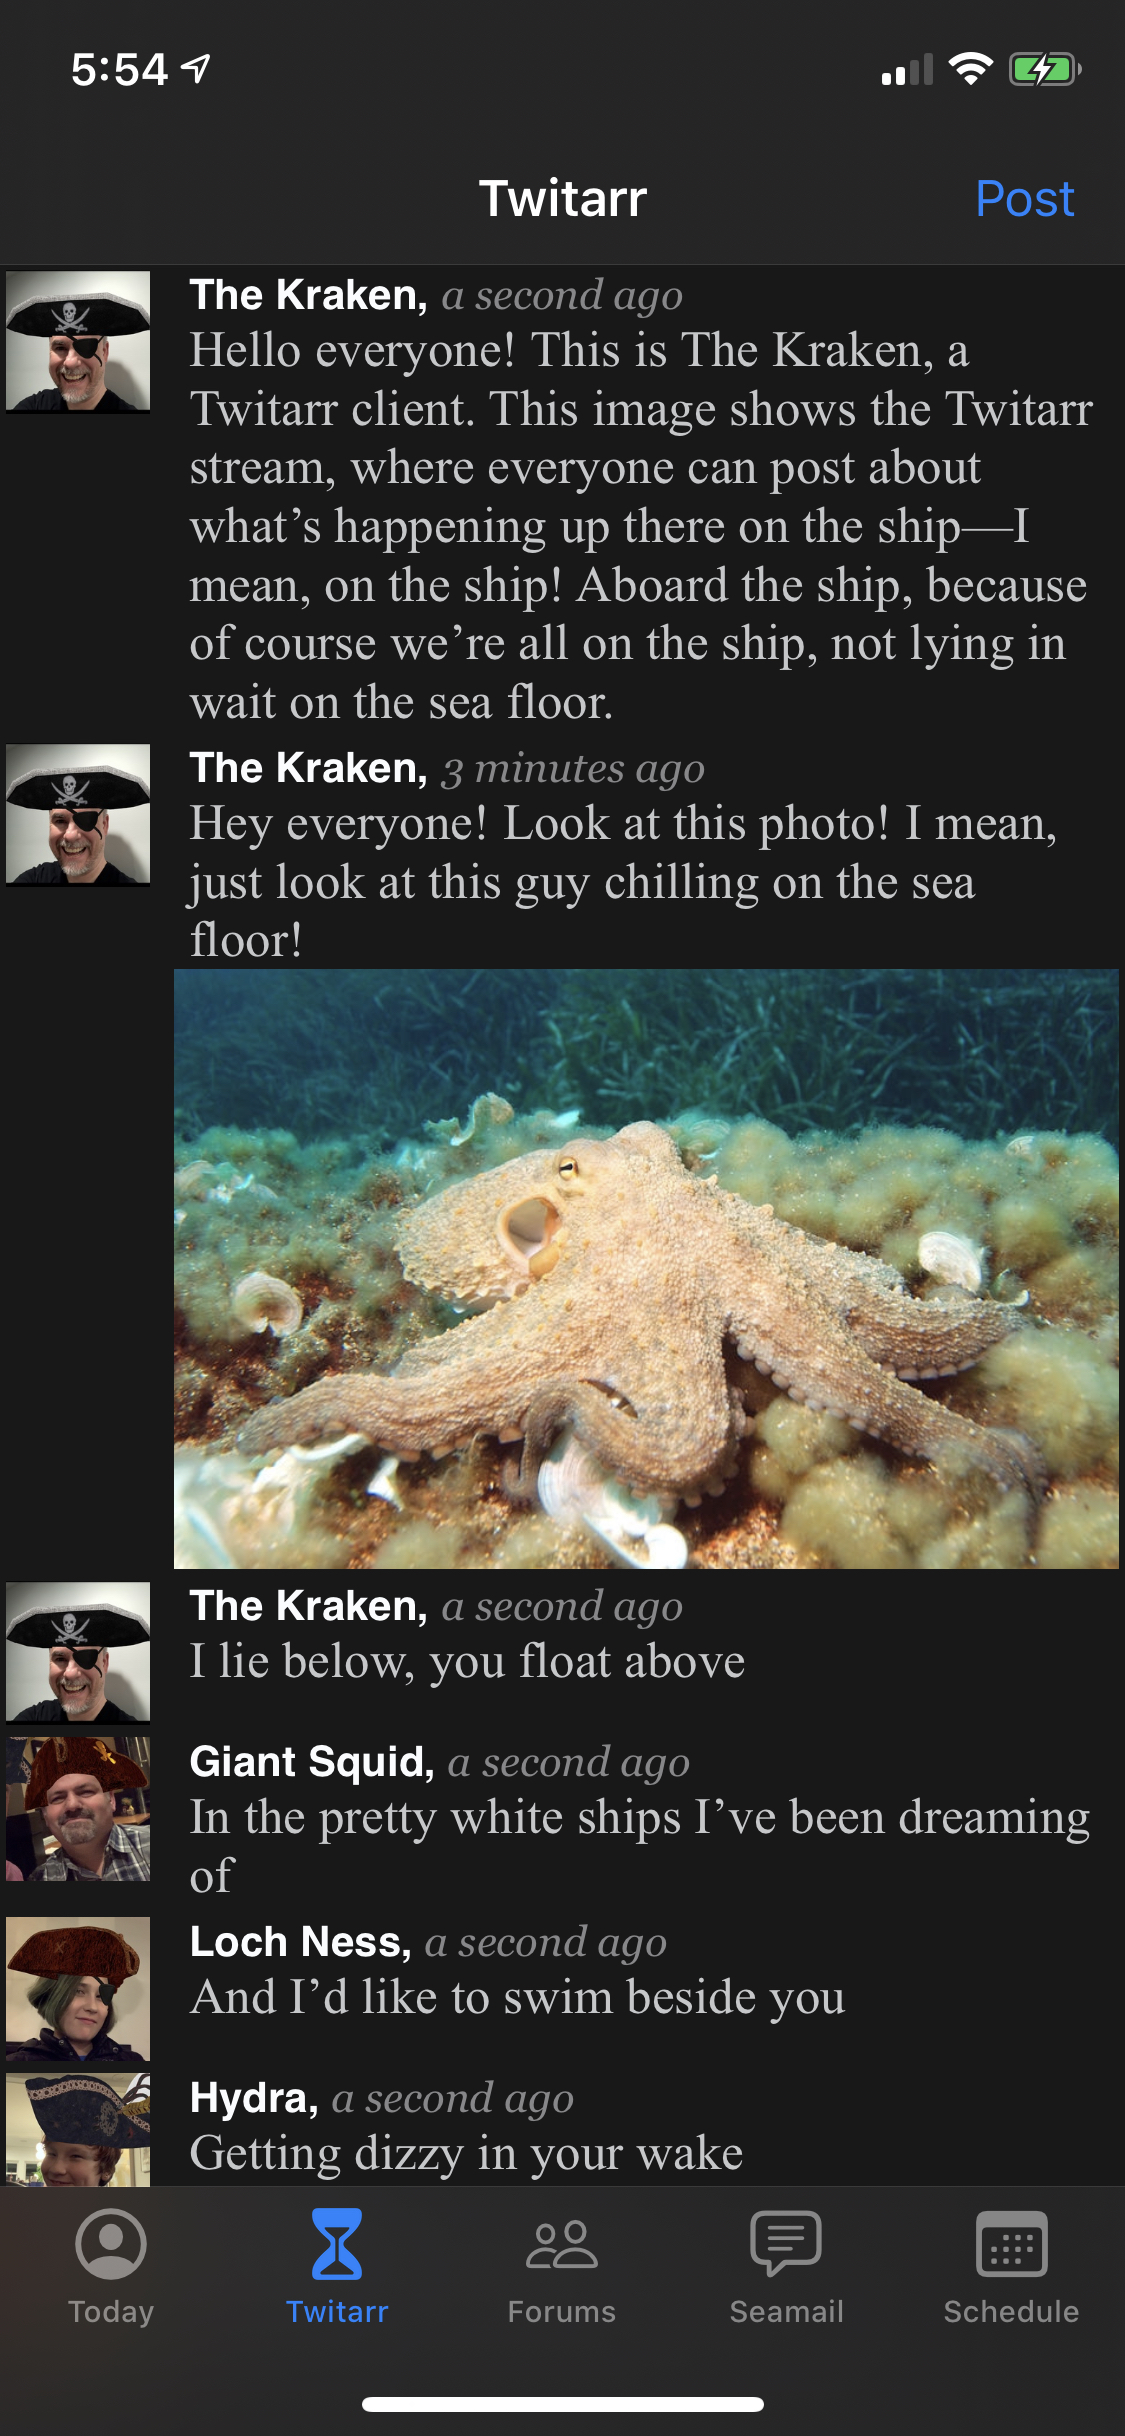 5:54
Twitarr
Post
The Kraken, a second ago
Hello everyone! This is The Kraken, a
Twitarr client. This image shows the Twitarr
stream, where everyone can post about
what’s happening up there on the ship—I
mean, on the ship! Aboard the ship, because
of course we’re all on the ship, not lying in
wait on the sea floor.
The Kraken, 3 minutes ago
Hey everyone! Look at this photo! I mean,
just look at this guy chilling on the sea
floor!
The Kraken, a second ago
I lie below, you float above
Giant Squid, a second ago
In the pretty white ships I’ve been dreaming
of
Loch Ness, a second ago
And I’d like to swim beside you
Hydra, a second ago
Getting dizzy in your wake
Today
Twitarr
Forums
Seamail
Schedule